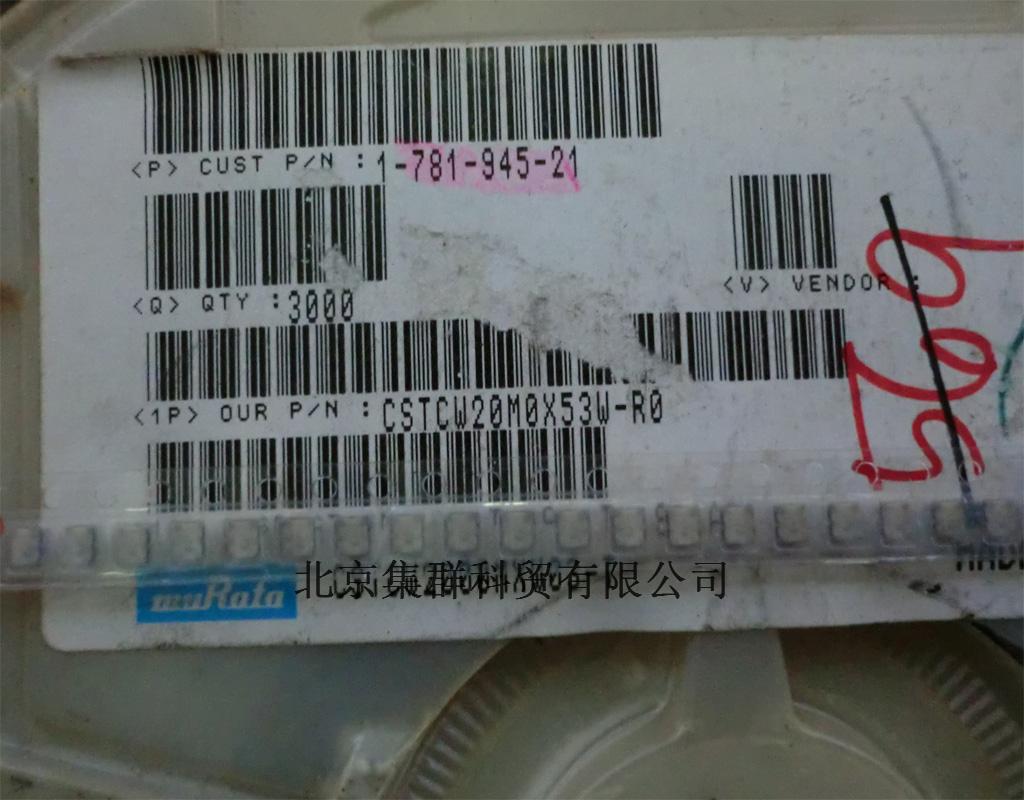 <P> CUST P/N : 1-781-945-21
<Q> QTY : 3000
<V> VENDOR :
<1P> OUR P/N : CSTCW20M0X53W-R0
muRata
北京集群科贸有限公司